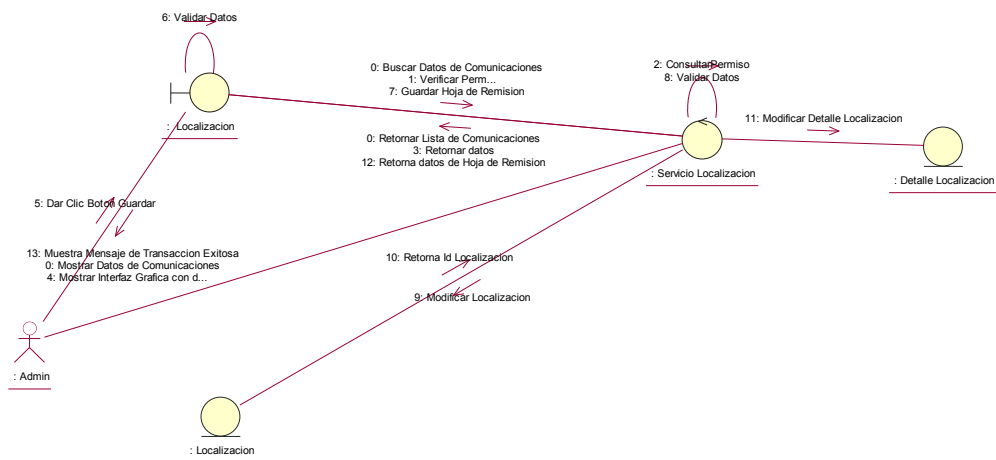 6: Validar Datos
: Localizacion
0: Buscar Datos de Comunicaciones
1: Verificar Perm...
7: Guardar Hoja de Remision
0: Retornar Lista de Comunicaciones
3: Retornar datos
12: Retorna datos de Hoja de Remision
2: ConsultarPermiso
8: Validar Datos
: Servicio Localizacion
11: Modificar Detalle Localizacion
: Detalle Localizacion
5: Dar Clic Boton Guardar
13: Muestra Mensaje de Transaccion Exitosa
0: Mostrar Datos de Comunicaciones
4: Mostrar Interfaz Grafica con d...
: Admin
10: Retorna Id Localizacion
9: Modificar Localizacion
: Localizacion